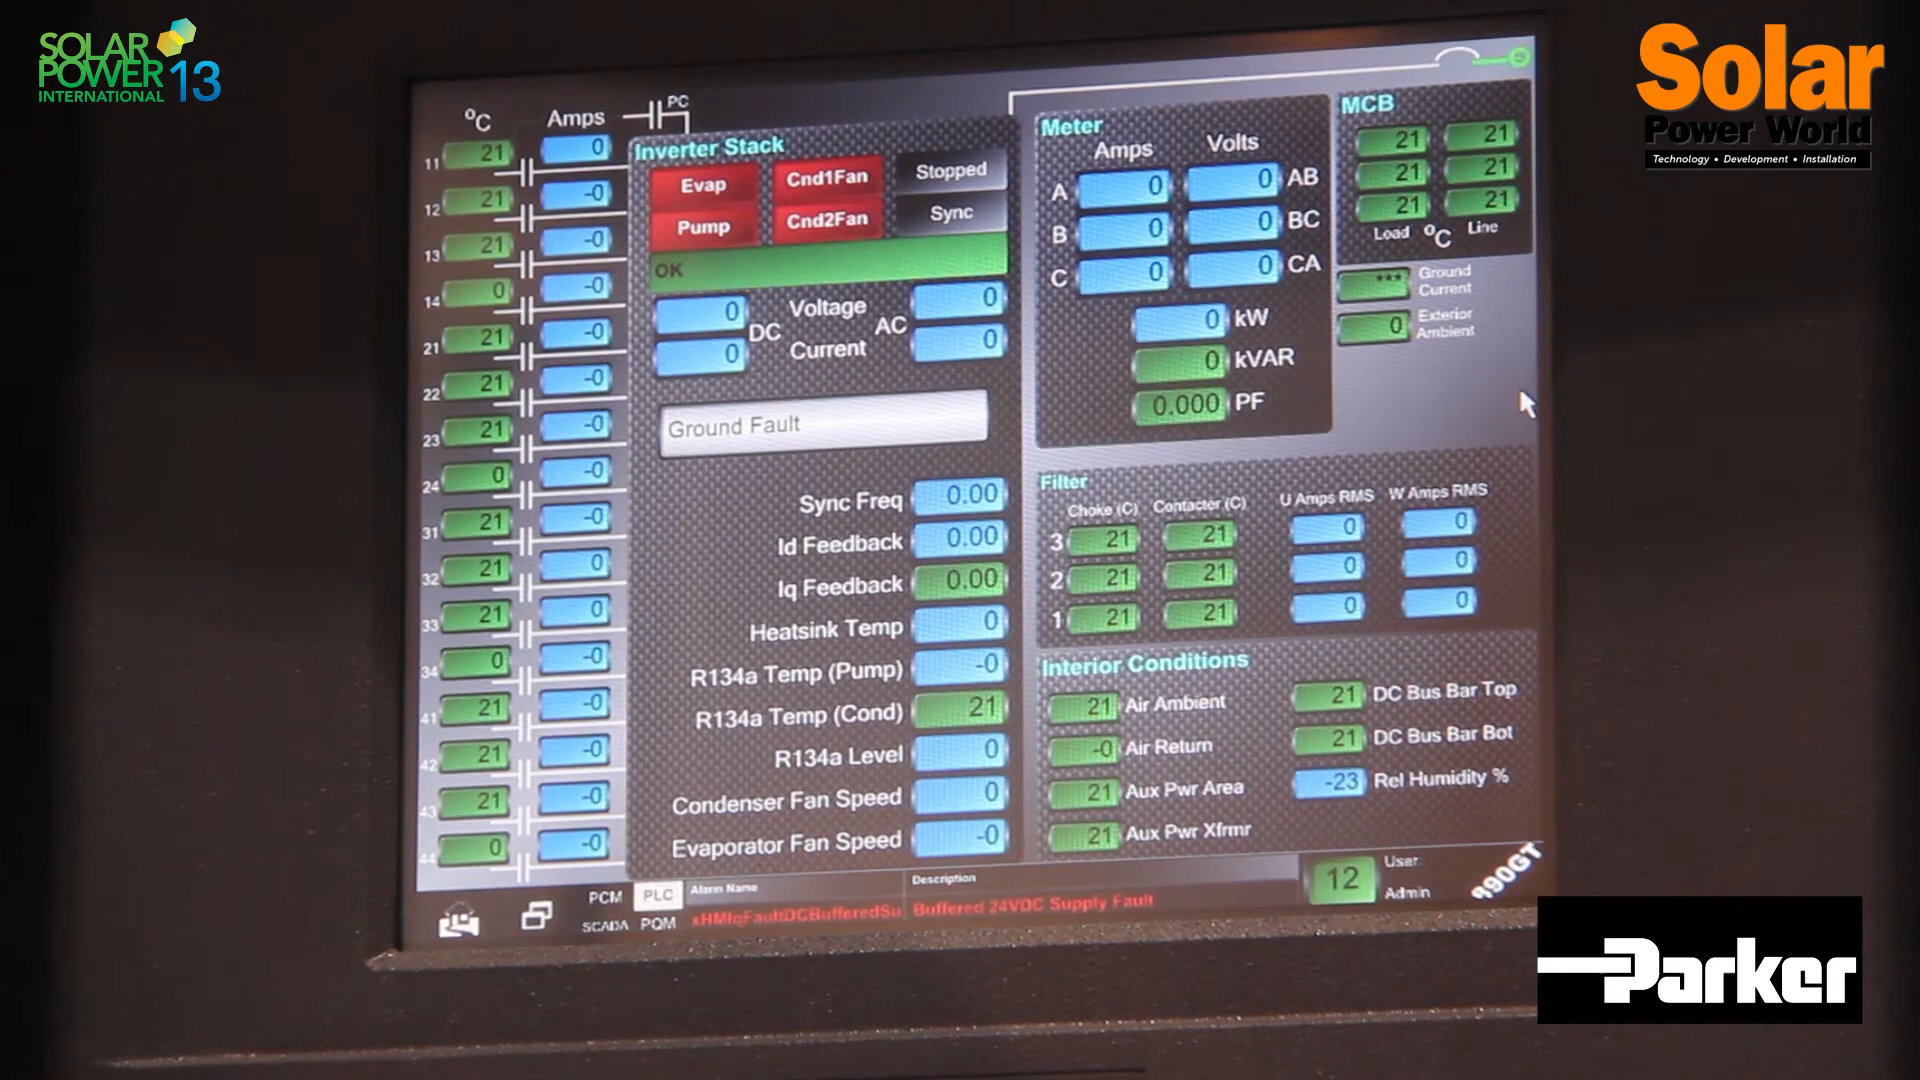 SOLAR
POWER 13
INTERNATIONAL
Solar
Power World
Technology • Development • Installation
°C Amps PC
11 21 0
12 21 -0
13 21 -0
14 0 -0
21 21 -0
22 21 -0
23 21 -0
24 0 -0
31 21 -0
32 21 0
33 21 0
34 0 -0
41 21 -0
42 21 -0
43 21 -0
44 0 -0
Inverter Stack
Evap Cnd1Fan Stopped
Pump Cnd2Fan Sync
OK
0 DC Voltage AC 0
0 Current 0
Ground Fault
Sync Freq 0.00
Id Feedback 0.00
Iq Feedback 0.00
Heatsink Temp 0
R134a Temp (Pump) -0
R134a Temp (Cond) 21
R134a Level 0
Condenser Fan Speed 0
Evaporator Fan Speed -0
Meter
Amps Volts
A 0 0 AB
B 0 0 BC
C 0 0 CA
0 kW
0 kVAR
0.000 PF
MCB
21 21
21 21
21 21
Load °C Line
*** Ground Current
0 Exterior Ambient
Filter
Choke (C) Contacter (C) U Amps RMS W Amps RMS
3 21 21 0 0
2 21 21 0 0
1 21 21 0 0
Interior Conditions
21 Air Ambient 21 DC Bus Bar Top
-0 Air Return 21 DC Bus Bar Bot
21 Aux Pwr Area -23 Rel Humidity %
21 Aux Pwr Xfrmr
PCM PLC Alarm Name Description
SCADA PQM xHMIqFaultDCBufferedSu Buffered 24VDC Supply Fault
12 User:
Admin
890GT
Parker